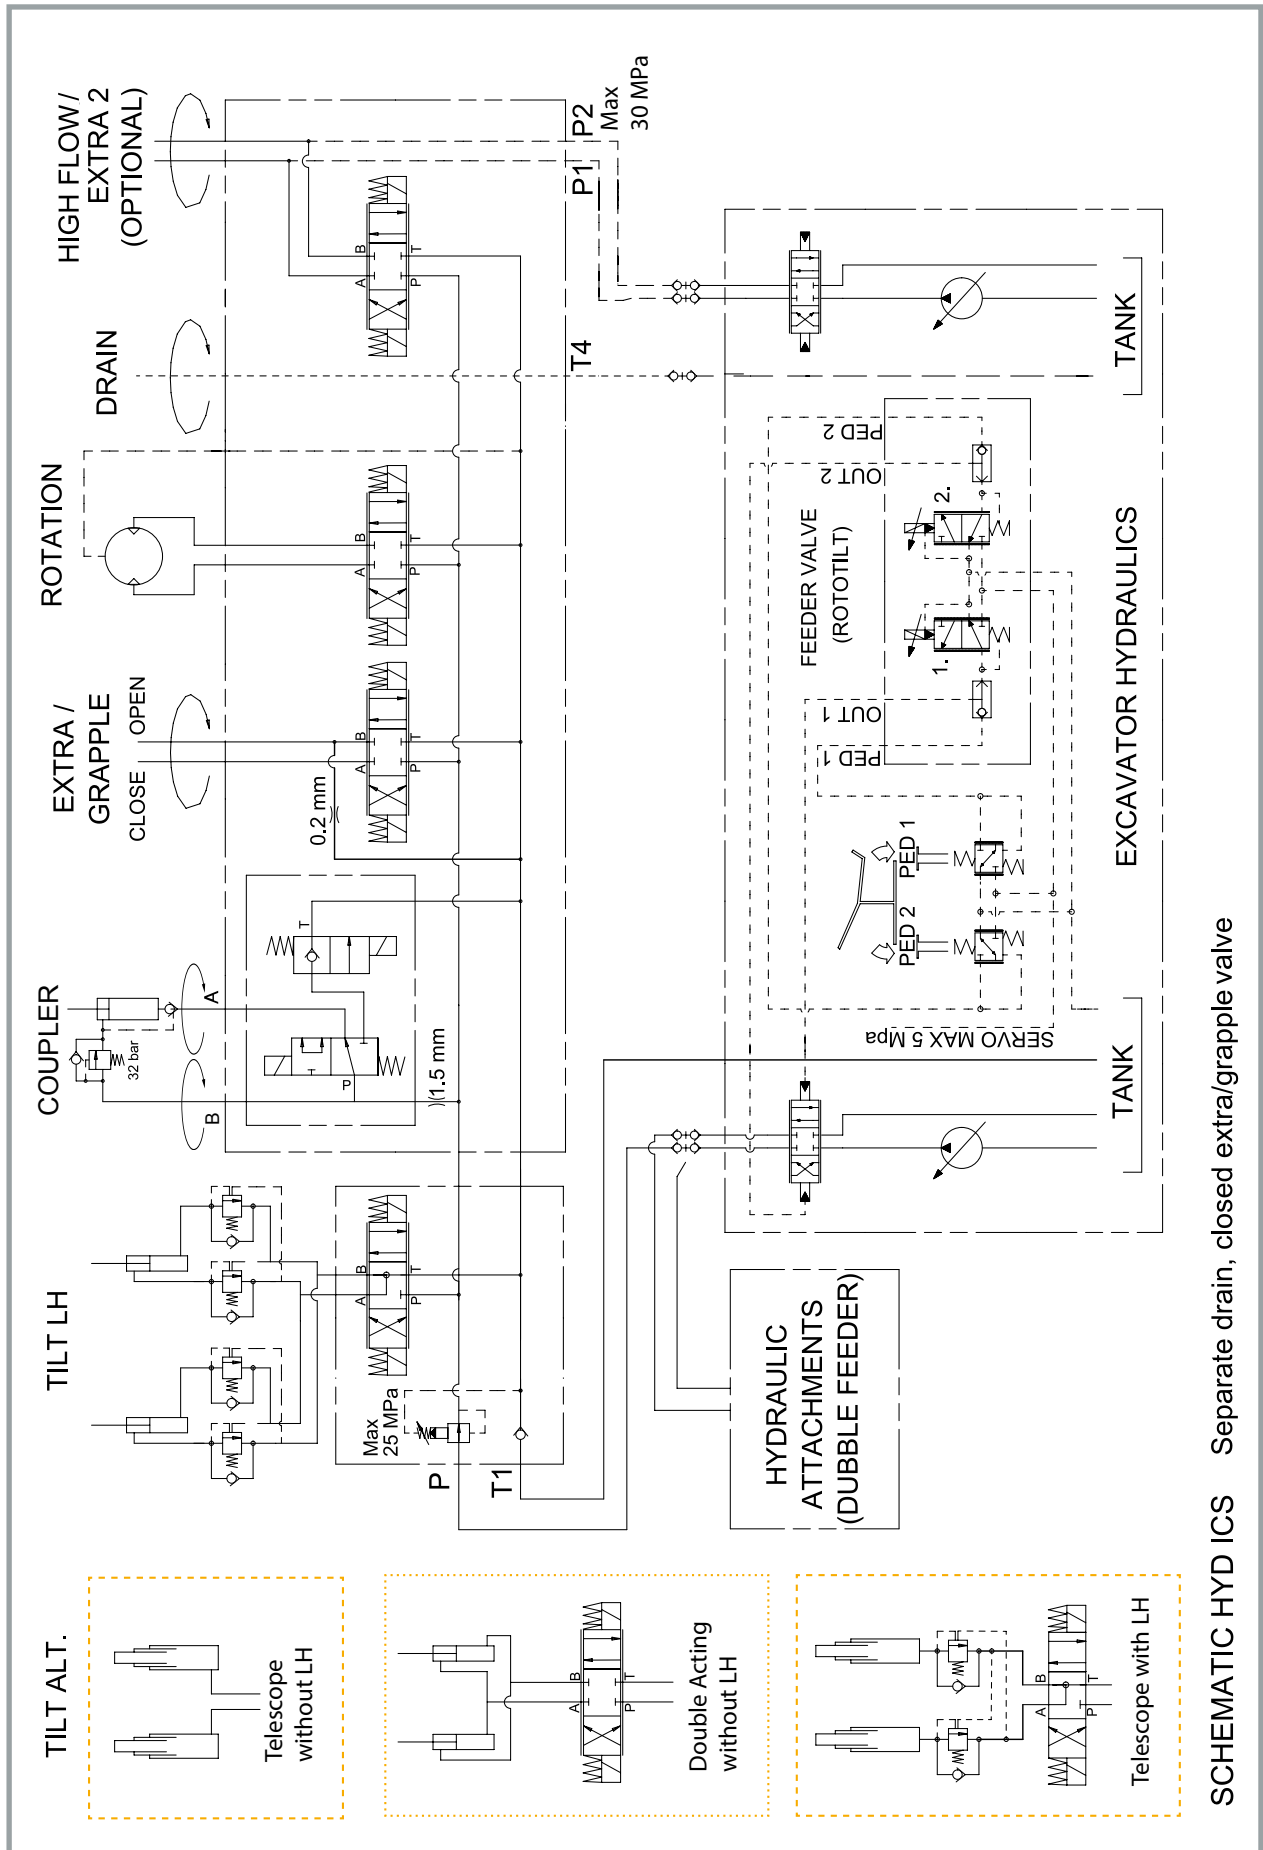 TILT ALT.
TILT LH
COUPLER
EXTRA /
GRAPPLE
CLOSE
OPEN
ROTATION
DRAIN
HIGH FLOW /
EXTRA 2
(OPTIONAL)
32 bar
B
A
P
T
)(1.5 mm
0.2 mm
A
B
P
T
A
B
P
T
A
B
P
T
A
B
P
T
Max
25 MPa
P
T1
T4
P1
P2
Max
30 MPa
Telescope
without LH
A
B
P
T
Double Acting
without LH
A
B
P
T
Telescope with LH
HYDRAULIC
ATTACHMENTS
(DUBBLE FEEDER)
SERVO MAX 5 Mpa
PED 2
PED 1
PED 1
OUT 1
FEEDER VALVE
(ROTOTILT)
OUT 2
PED 2
1.
2.
TANK
TANK
EXCAVATOR HYDRAULICS
SCHEMATIC HYD ICS
Separate drain, closed extra/grapple valve